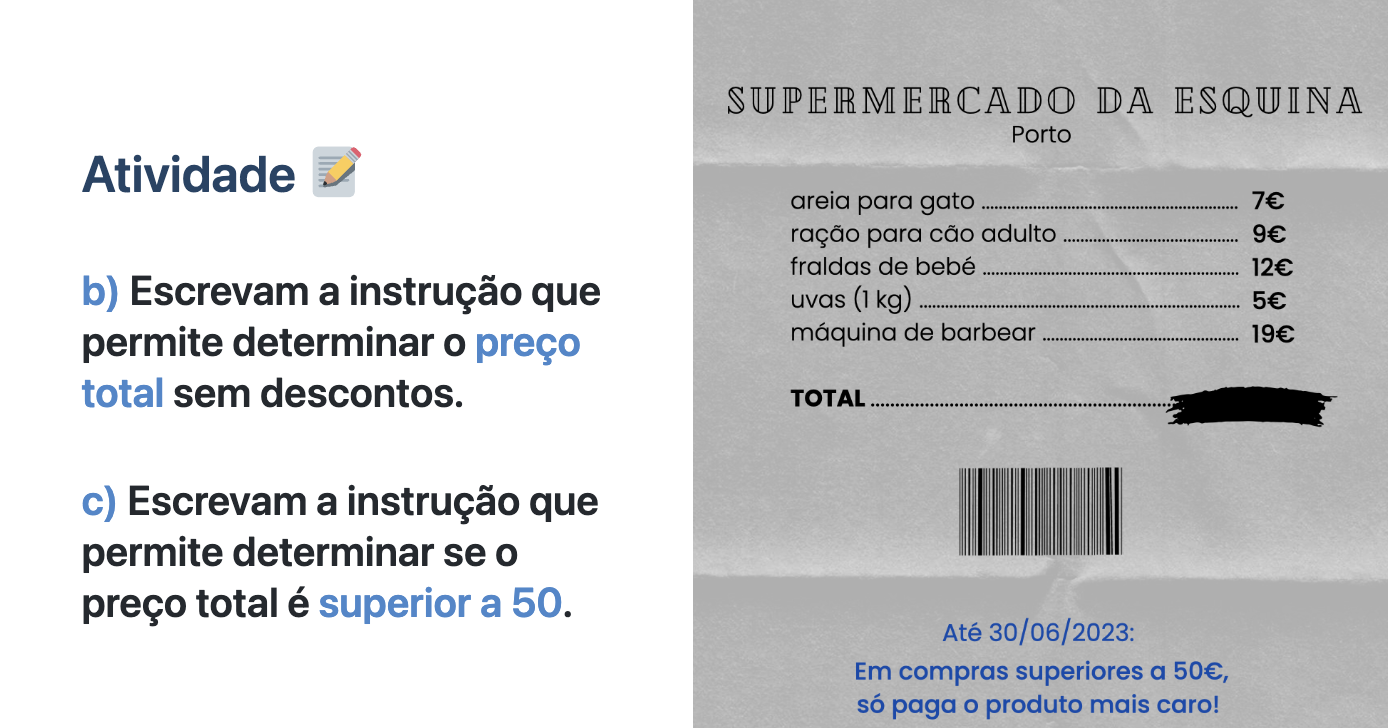 Atividade
b) Escrevam a instrução que
permite determinar o preço
total sem descontos.
c) Escrevam a instrução que
permite determinar se o
preço total é superior a 50.
SUPERMERCADO DA ESQUINA
Porto
areia para gato ........................ 7€
ração para cão adulto ........................ 9€
fraldas de bebé ........................ 12€
uvas (1 kg) ........................ 5€
máquina de barbear ........................ 19€
TOTAL ........................
Até 30/06/2023:
Em compras superiores a 50€,
só paga o produto mais caro!